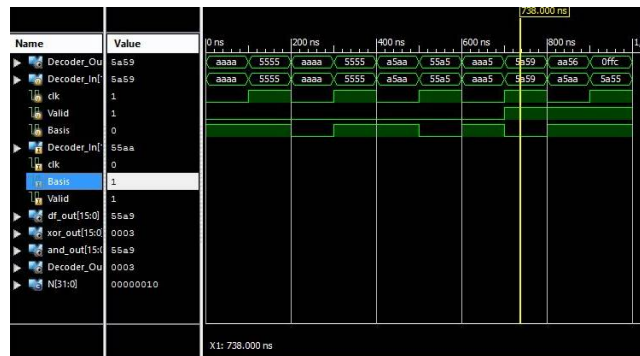 738.000 ns
Name Value 0 ns 200 ns 400 ns 600 ns 800 ns 1,
Decoder_Ou 5a59 aaaa 5555 aaaa 5555 a5aa 55a5 aaa5 5a59 aa56 0ffc
Decoder_In[ 5a59 aaaa 5555 aaaa 5555 a5aa 55a5 aaa5 5a59 a5aa 5a55
clk 1
Valid 1
Basis 0
Decoder_In[ 55aa
clk 0
Basis 1
Valid 1
df_out[15:0] 55a9
xor_out[15:0 0003
and_out[15:( 55a9
Decoder_Ou 0003
N[31:0] 00000010
X1: 738.000 ns